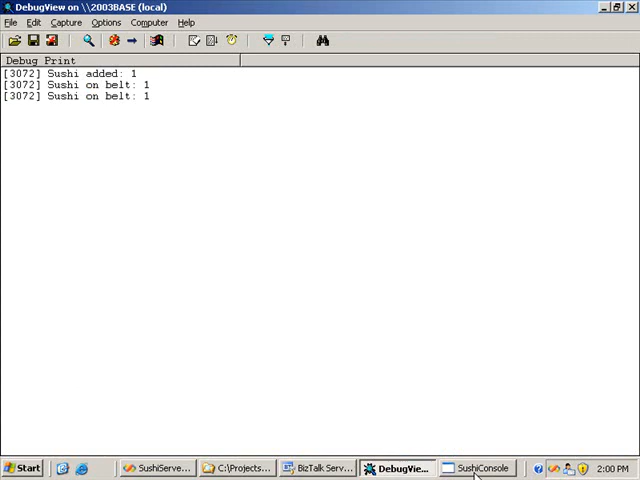 DebugView on \\2003BASE (local)
File Edit Capture Options Computer Help
Debug Print
[3072] Sushi added: 1
[3072] Sushi on belt: 1
[3072] Sushi on belt: 1
Start SushiServe... C:\Projects... BizTalk Serv... DebugVie... SushiConsole 2:00 PM